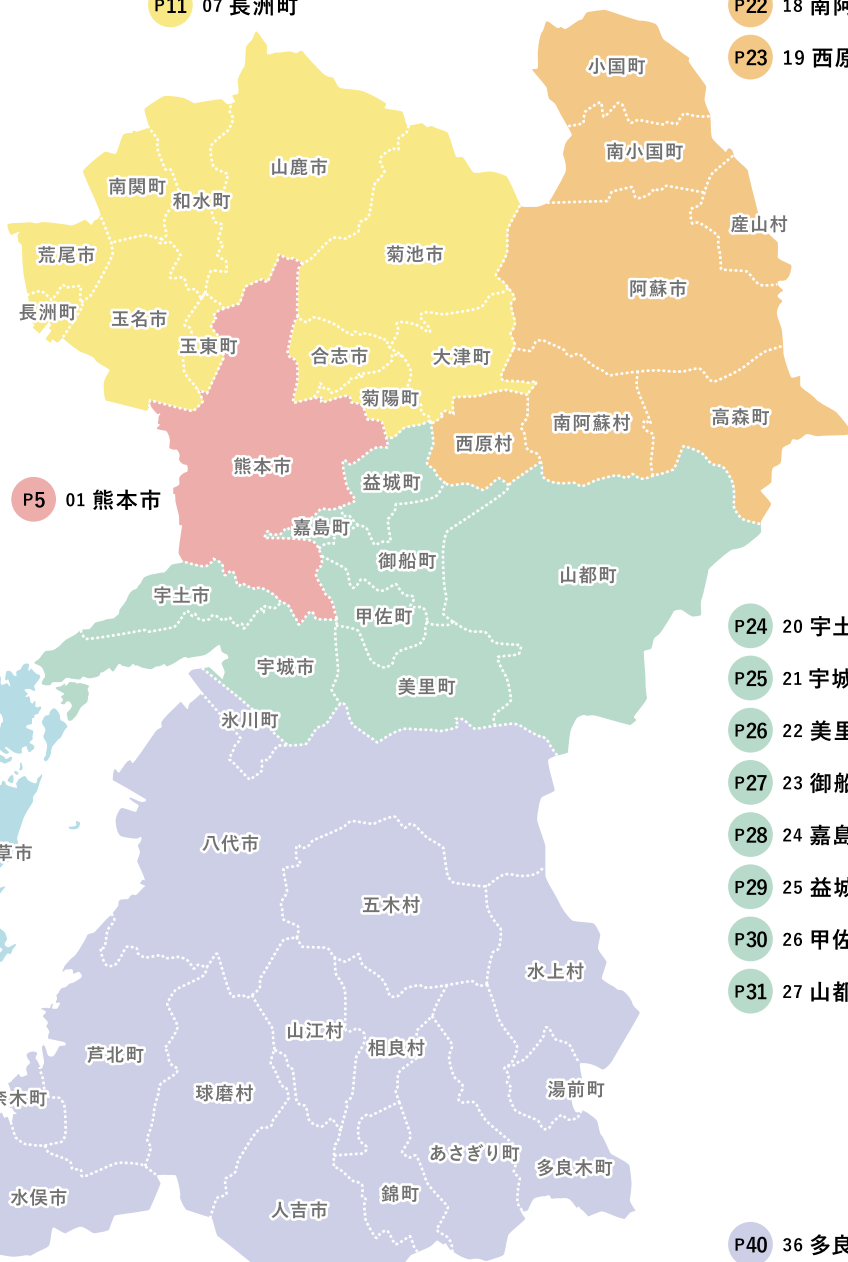 P11 07 長洲町
P22 18 南阿
P23 19 西原
小国町
南小国町
山鹿市
南関町
和水町
産山村
荒尾市
菊池市
阿蘇市
長洲町
玉名市
玉東町
合志市
大津町
菊陽町
南阿蘇村
高森町
西原村
熊本市
益城町
P5 01 熊本市
嘉島町
御船町
山都町
宇土市
甲佐町
P24 20 宇土
宇城市
美里町
P25 21 宇城
氷川町
P26 22 美里
P27 23 御船
八代市
P28 24 嘉島
草市
P29 25 益城
五木村
P30 26 甲佐
水上村
P31 27 山都
山江村
相良村
芦北町
球磨村
湯前町
奈木町
あさぎり町
多良木町
水俣市
錦町
人吉市
P40 36 多良